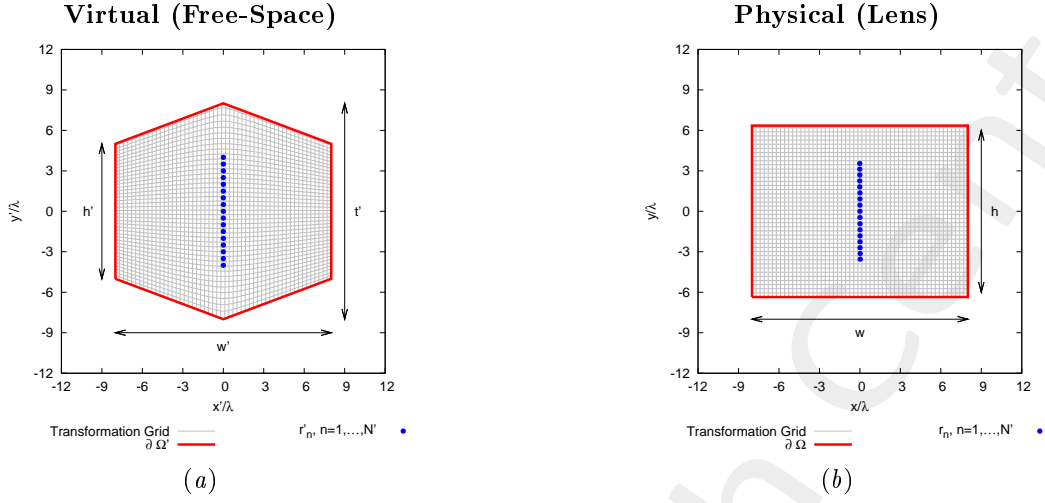 Virtual (Free-Space)
12
9
6
3
0
-3
-6
-9
-12
y'/λ
h'
t'
w'
-12 -9 -6 -3 0 3 6 9 12
x'/λ
Transformation Grid
∂ Ω'
r'n, n=1,...,N'
(a)
Physical (Lens)
12
9
6
3
0
-3
-6
-9
-12
y/λ
h
w
-12 -9 -6 -3 0 3 6 9 12
x/λ
Transformation Grid
∂ Ω
rn, n=1,...,N'
(b)
h Cent